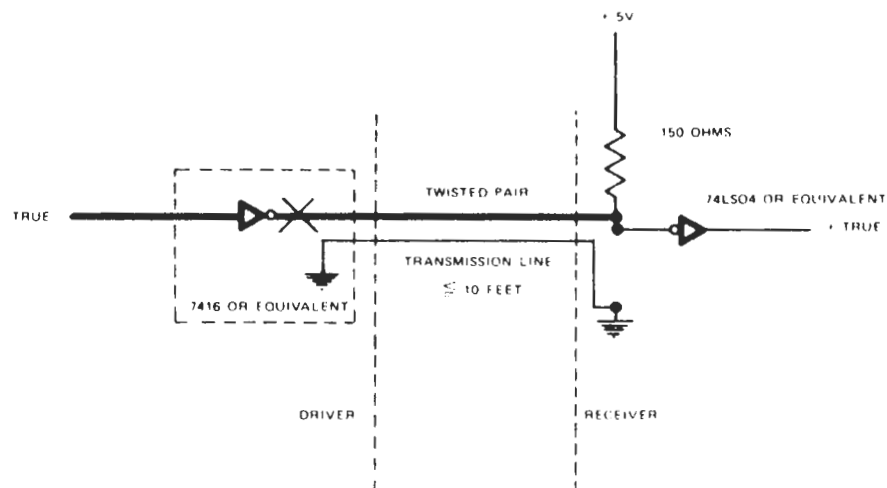 + 5V
150 OHMS
TWISTED PAIR
74LS04 OR EQUIVALENT
TRUE
+ TRUE
TRANSMISSION LINE
10 FEET
7416 OR EQUIVALENT
DRIVER
RECEIVER